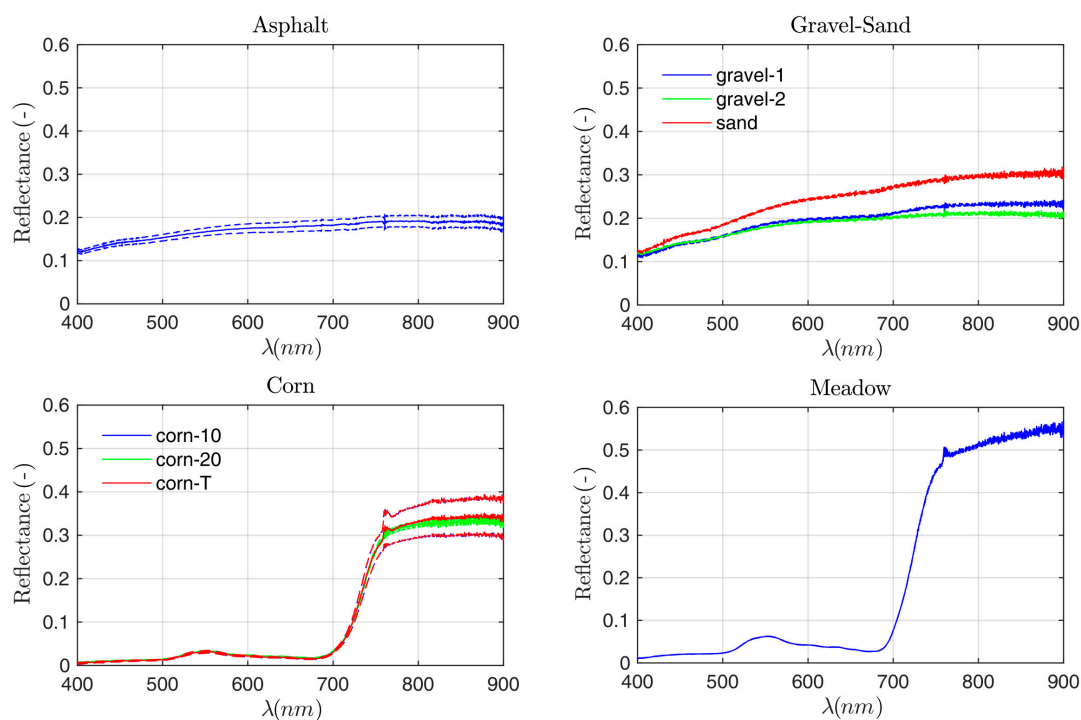 Asphalt
0.6
0.5
0.4
0.3
0.2
0.1
0
Reflectance(-)
400 500 600 700 800 900
λ(nm)
Gravel-Sand
0.6
0.5
0.4
0.3
0.2
0.1
0
Reflectance(-)
gravel-1
gravel-2
sand
400 500 600 700 800 900
λ(nm)
Corn
0.6
0.5
0.4
0.3
0.2
0.1
0
Reflectance(-)
corn-10
corn-20
corn-T
400 500 600 700 800 900
λ(nm)
Meadow
0.6
0.5
0.4
0.3
0.2
0.1
0
Reflectance(-)
400 500 600 700 800 900
λ(nm)